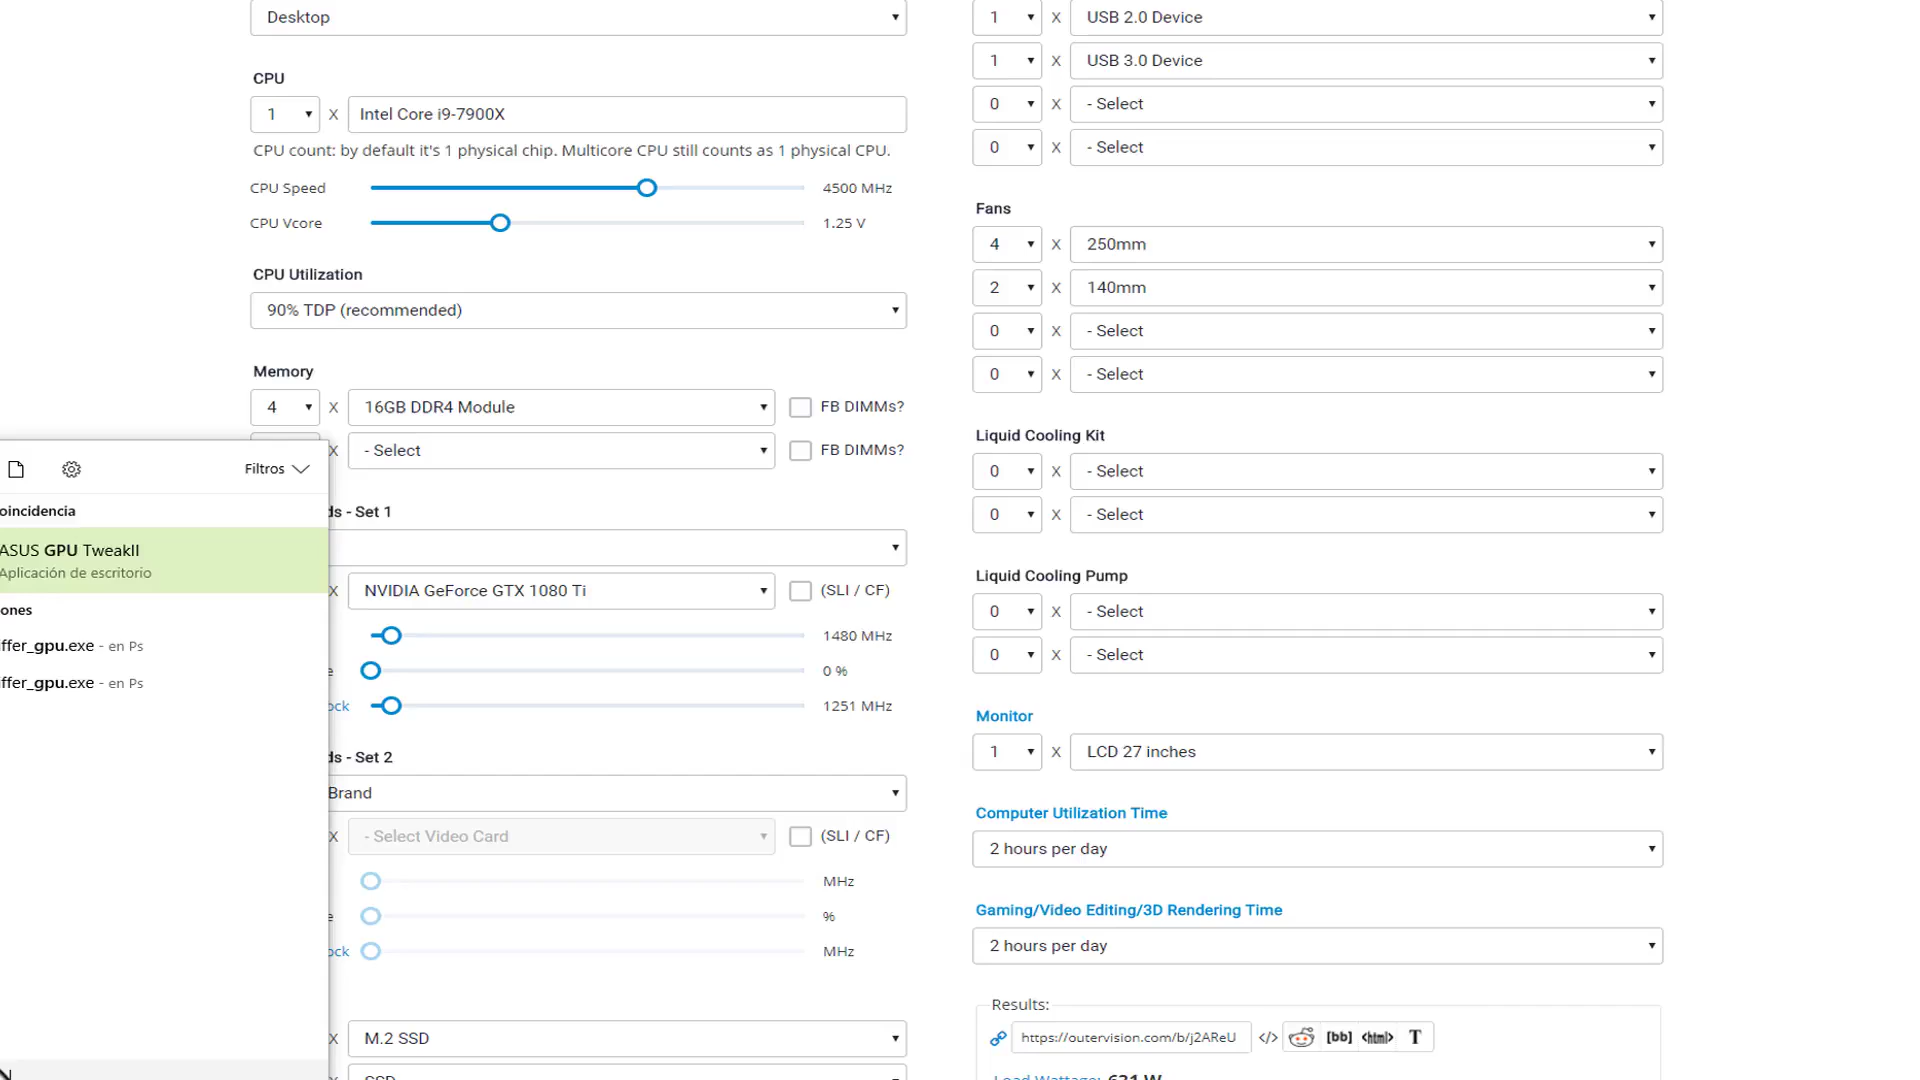 Desktop
CPU
1 X Intel Core i9-7900X
CPU count: by default it's 1 physical chip. Multicore CPU still counts as 1 physical CPU.
CPU Speed 4500 MHz
CPU Vcore 1.25 V
CPU Utilization
90% TDP (recommended)
Memory
4 X 16GB DDR4 Module FB DIMMs?
X - Select FB DIMMs?
Filtros
oincidencia
ASUS GPU TweakII
Aplicación de escritorio
ones
iffer_gpu.exe - en Ps
iffer_gpu.exe - en Ps
ds - Set 1
X NVIDIA GeForce GTX 1080 Ti (SLI / CF)
1480 MHz
e 0 %
ock 1251 MHz
ds - Set 2
Brand
X - Select Video Card (SLI / CF)
MHz
e %
ock MHz
X M.2 SSD
SSD
1 X USB 2.0 Device
1 X USB 3.0 Device
0 X - Select
0 X - Select
Fans
4 X 250mm
2 X 140mm
0 X - Select
0 X - Select
Liquid Cooling Kit
0 X - Select
0 X - Select
Liquid Cooling Pump
0 X - Select
0 X - Select
Monitor
1 X LCD 27 inches
Computer Utilization Time
2 hours per day
Gaming/Video Editing/3D Rendering Time
2 hours per day
Results:
https://outervision.com/b/j2AReU </> [bb] <html> T
Load Wattage: 631 W